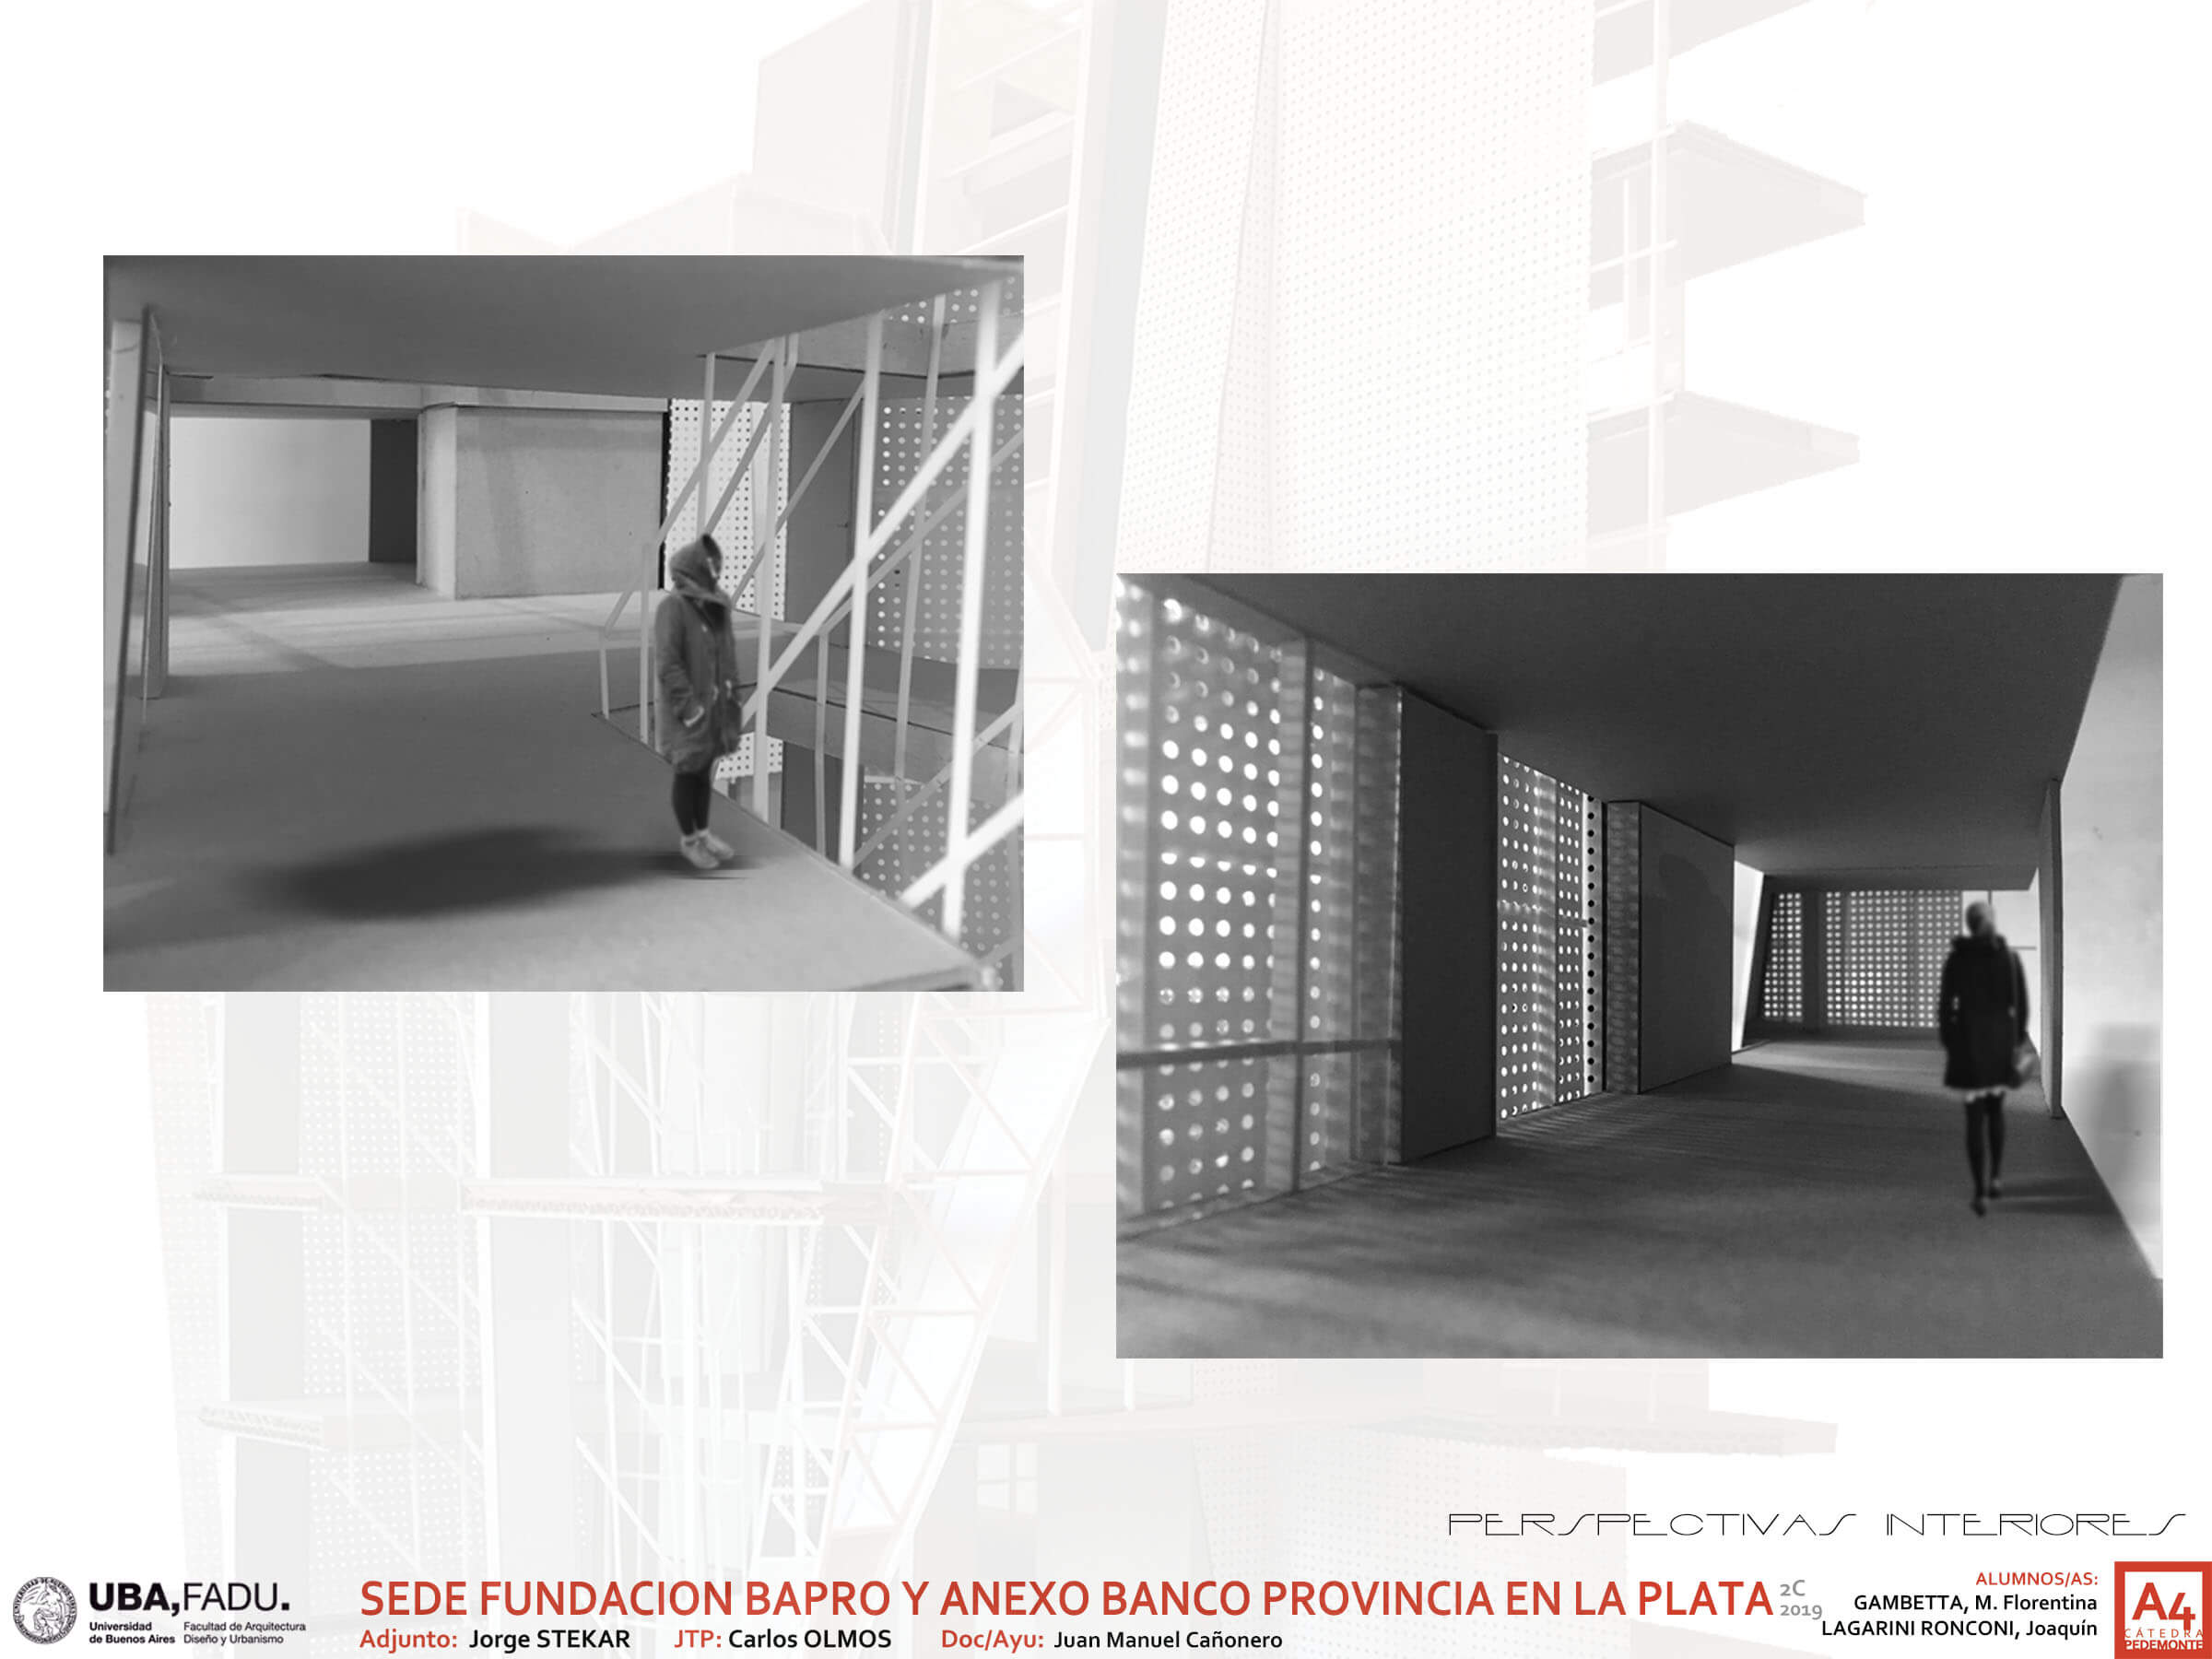 PERSPECTIVAS INTERIORES
UBA,FADU.
Universidad de Buenos Aires
Facultad de Arquitectura Diseño y Urbanismo
SEDE FUNDACION BAPRO Y ANEXO BANCO PROVINCIA EN LA PLATA 2C 2019
Adjunto: Jorge STEKAR JTP: Carlos OLMOS Doc/Ayu: Juan Manuel Cañonero
ALUMNOS/AS:
GAMBETTA, M. Florentina
LAGARINI RONCONI, Joaquín
A4
CÁTEDRA
PEDEMONTE